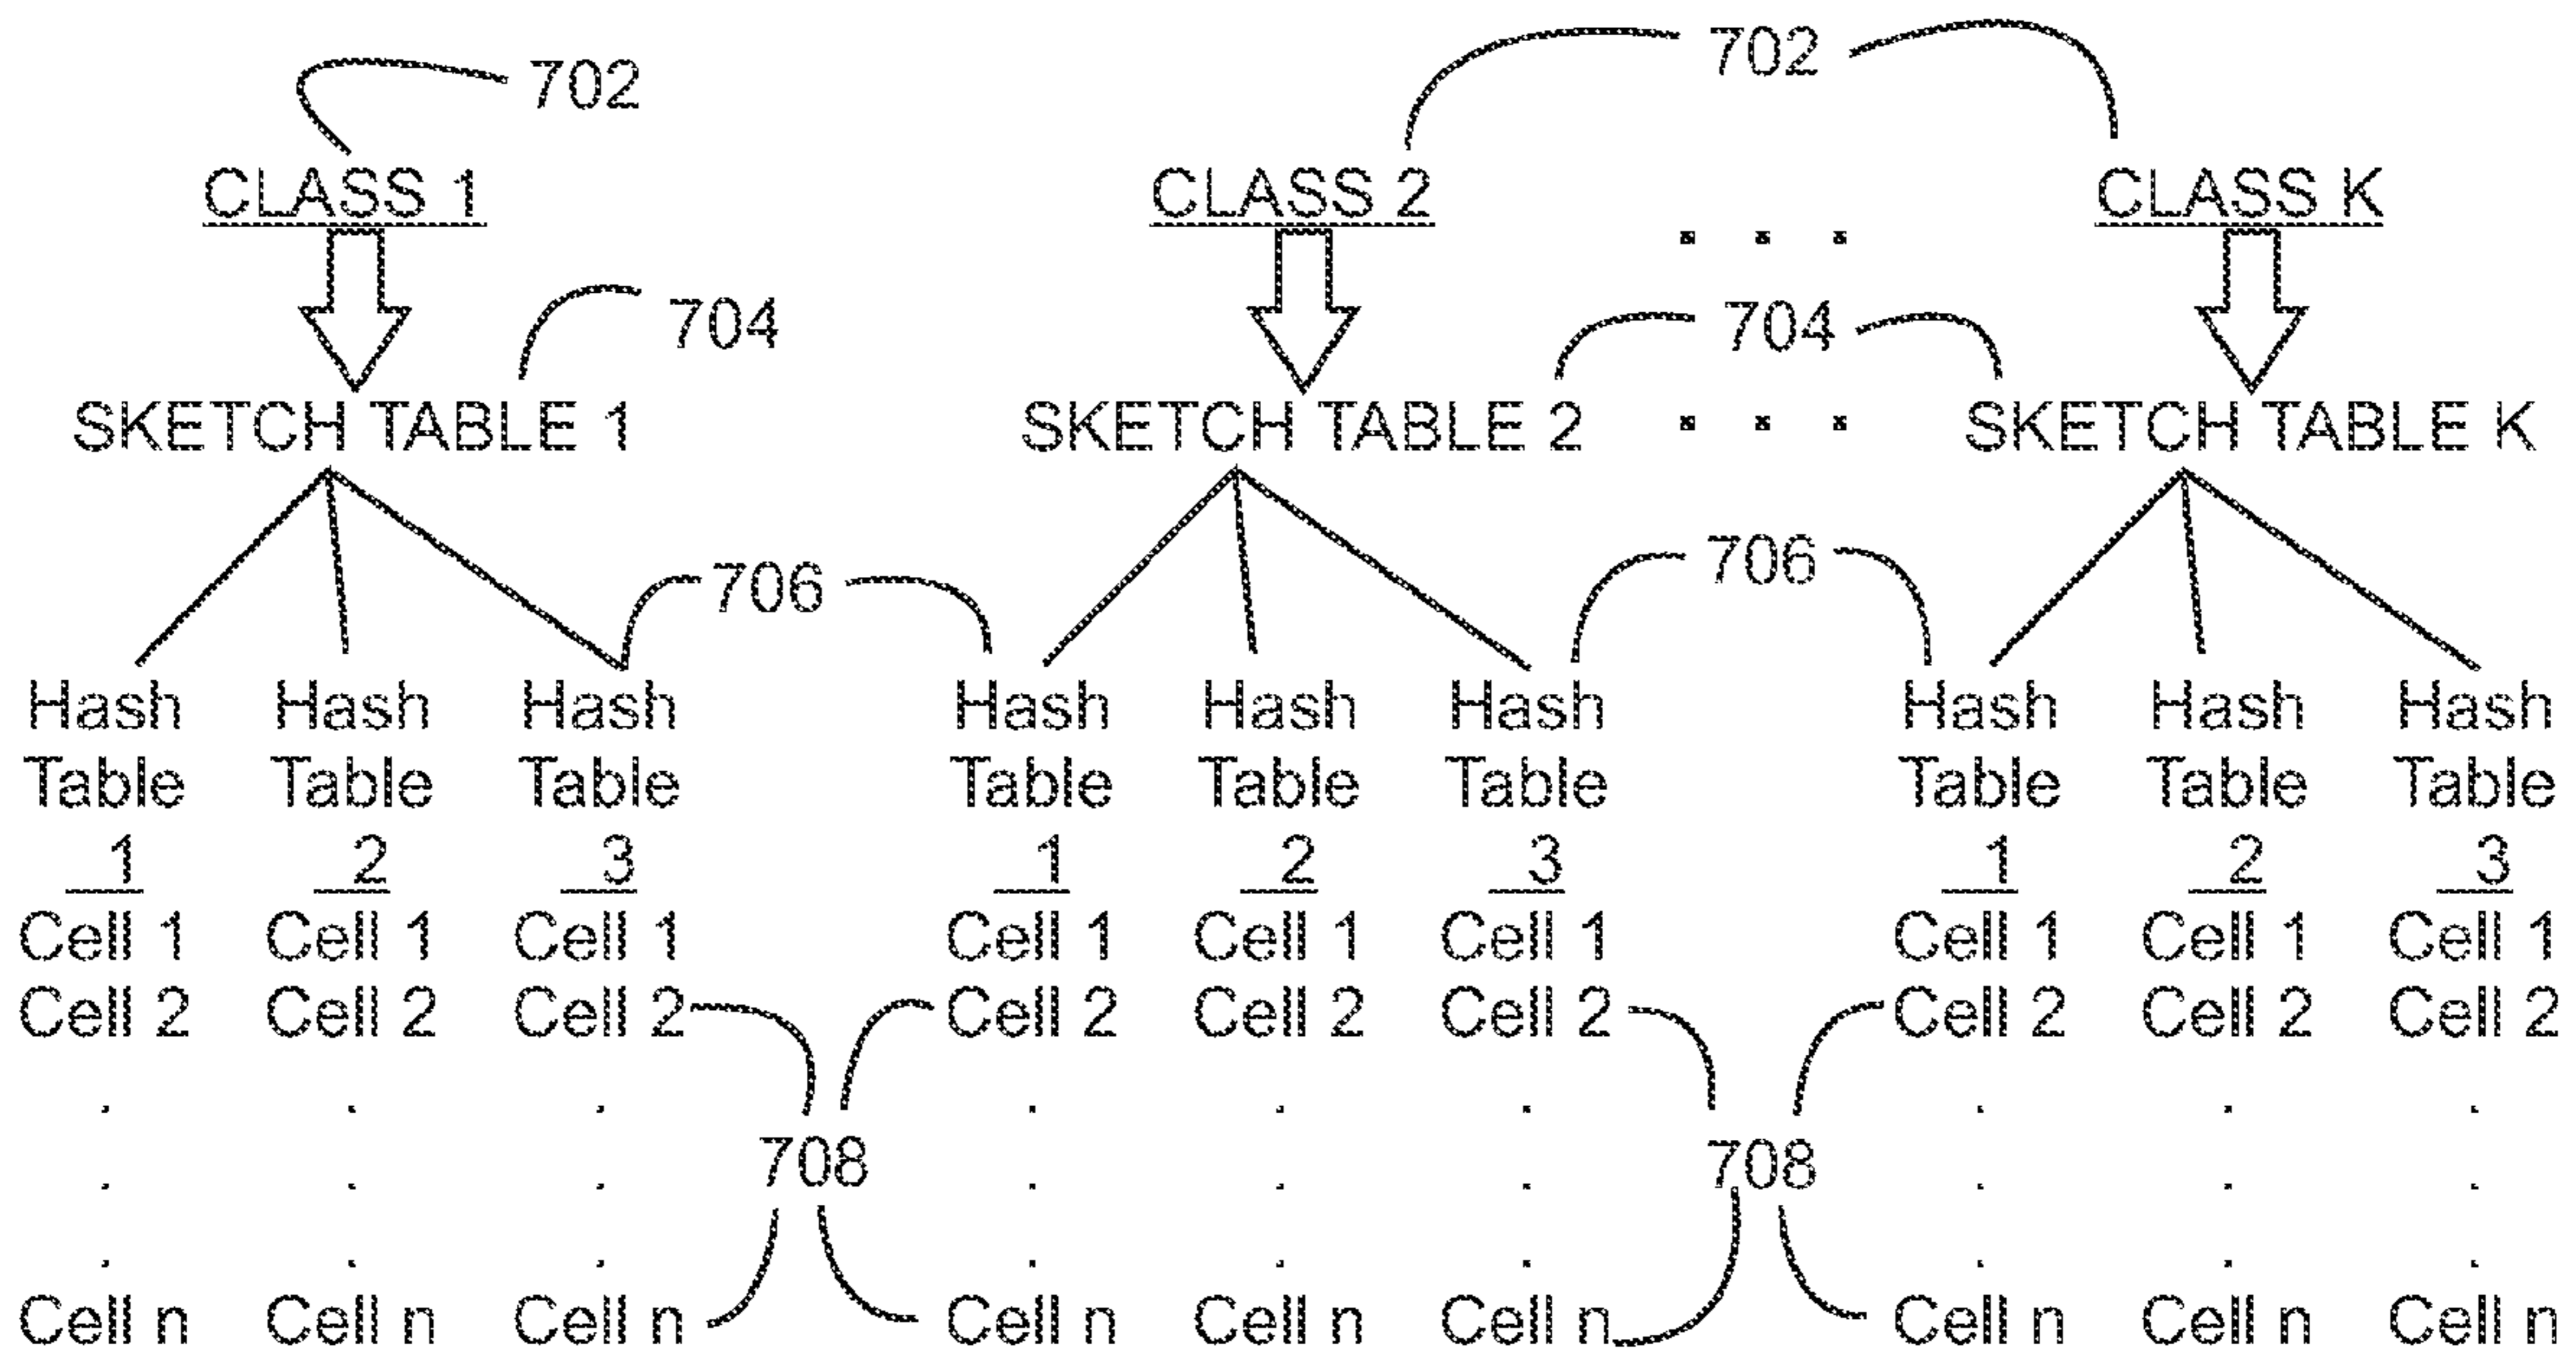 702 702
CLASS 1 CLASS 2 . . . CLASS K
704 704
SKETCH TABLE 1 SKETCH TABLE 2 . . . SKETCH TABLE K
706 706
Hash Hash Hash Hash Hash Hash Hash Hash Hash
Table Table Table Table Table Table Table Table Table
1 2 3 1 2 3 1 2 3
Cell 1 Cell 1 Cell 1 Cell 1 Cell 1 Cell 1 Cell 1 Cell 1 Cell 1
Cell 2 Cell 2 Cell 2 Cell 2 Cell 2 Cell 2 Cell 2 Cell 2 Cell 2
. . . . . . . . .
708 708
. . . . . . . . .
. . . . . . . . .
Cell n Cell n Cell n Cell n Cell n Cell n Cell n Cell n Cell n